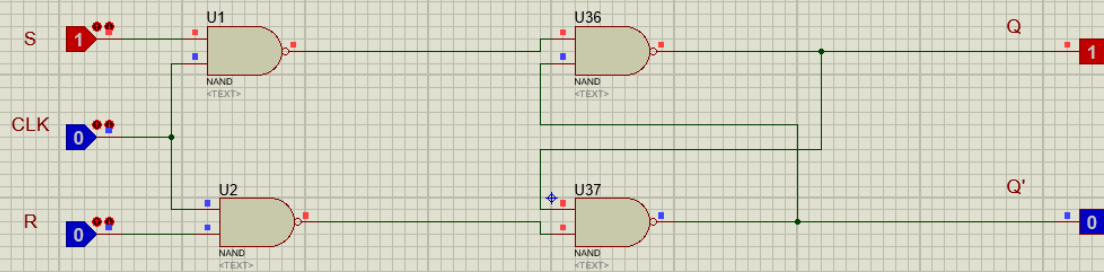 U1
U36
S
1
Q
1
NAND
<TEXT>
NAND
<TEXT>
CLK
0
U2
U37
Q'
R
0
0
NAND
<TEXT>
NAND
<TEXT>